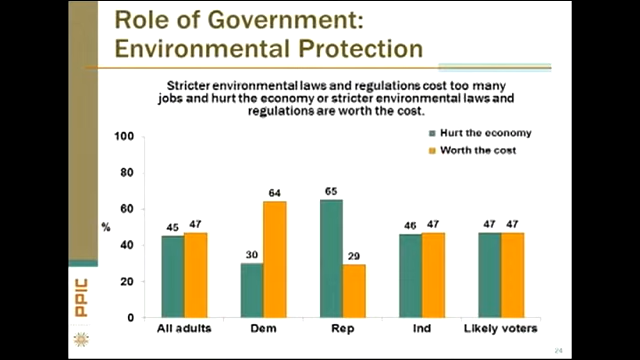 Role of Government:
Environmental Protection
Stricter environmental laws and regulations cost too many
jobs and hurt the economy or stricter environmental laws and
regulations are worth the cost.
Hurt the economy
Worth the cost
100
80
60
40
20
0
%
45 47
30 64
65 29
46 47
47 47
All adults Dem Rep Ind Likely voters
PPIC
24